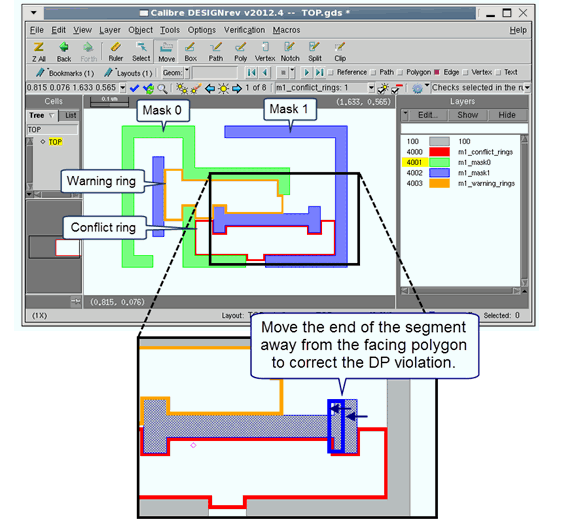 Calibre DESIGNrev v2012.4 -- TOP.gds *
File Edit View Layer Object Tools Options Verification Macros Help
Z All Back Forth Ruler Select Move Box Path Poly Vertex Notch Split Clip
Bookmarks (1) Layouts (1) Geom: Reference Path Polygon Edge Vertex Text
0.815 0.076 1.633 0.565 1 of 8 m1_conflict_rings: 1 Checks selected in the ru
Cells
Tree List
TOP
TOP
0.1 um
(1.633, 0.565)
Layers
Edit... Show Hide
100 100
4000 m1_conflict_rings
4001 m1_mask0
4002 m1_mask1
4003 m1_warning_rings
Mask 0
Mask 1
Warning ring
Conflict ring
(0.815, 0.076)
(1X) Layout: Selected: 0
Move the end of the segment
away from the facing polygon
to correct the DP violation.